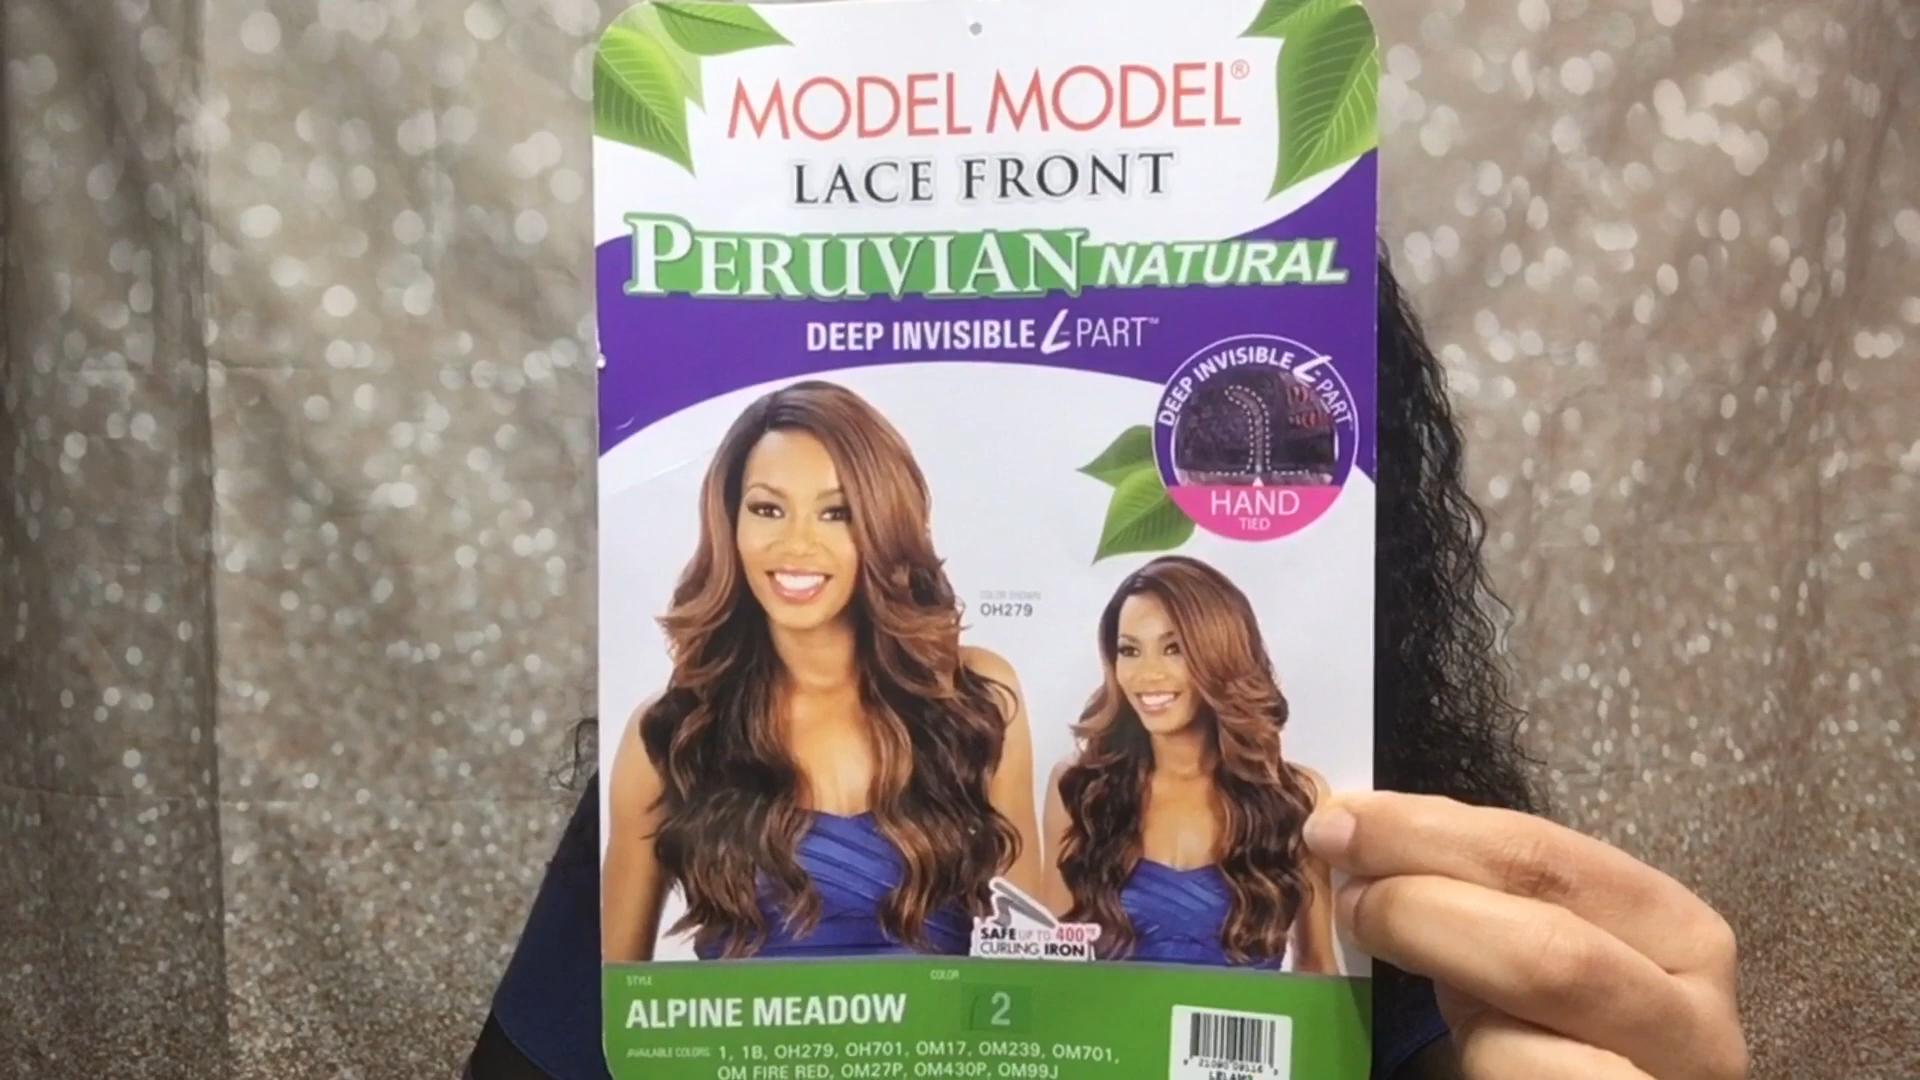 MODEL MODEL®
LACE FRONT
PERUVIAN NATURAL
DEEP INVISIBLE L-PART™
DEEP INVISIBLE L-PART™
HAND
TIED
COLOR SHOWN
OH279
SAFE UP TO 400°F
CURLING IRON
STYLE
COLOR
ALPINE MEADOW
2
AVAILABLE COLORS: 1, 1B, OH279, OH701, OM17, OM239, OM701,
OM FIRE RED, OM27P, OM430P, OM99J